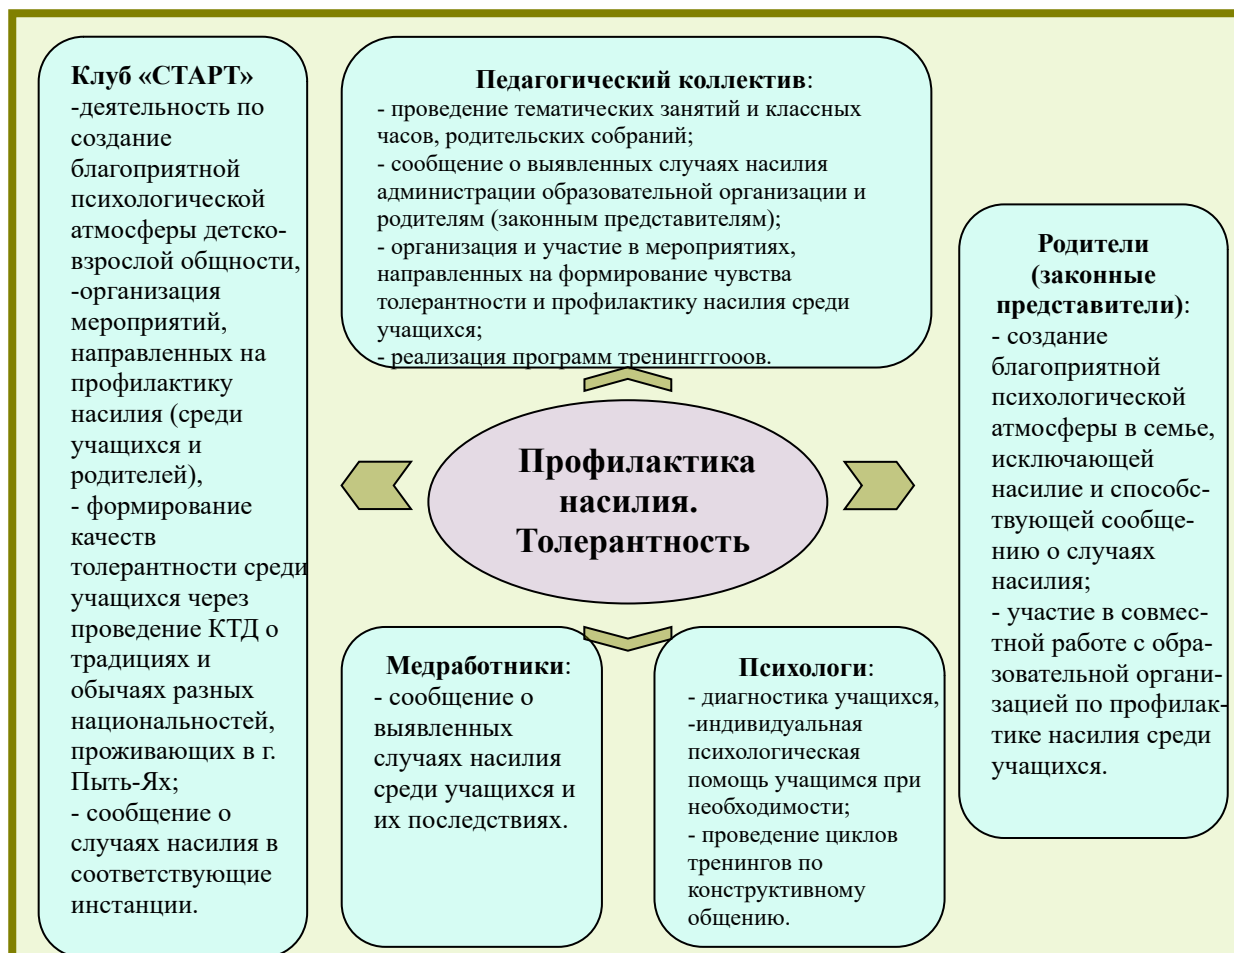 Клуб «СТАРТ»
-деятельность по
создание
благоприятной
психологической
атмосферы детско-
взрослой общности,
-организация
мероприятий,
направленных на
профилактику
насилия (среди
учащихся и
родителей),
- формирование
качеств
толерантности среди
учащихся через
проведение КТД о
традициях и
обычаях разных
национальностей,
проживающих в г.
Пыть-Ях;
- сообщение о
случаях насилия в
соответствующие
инстанции.
Педагогический коллектив:
- проведение тематических занятий и классных
часов, родительских собраний;
- сообщение о выявленных случаях насилия
администрации образовательной организации и
родителям (законным представителям);
- организация и участие в мероприятиях,
направленных на формирование чувства
толерантности и профилактику насилия среди
учащихся;
- реализация программ тренингггооов.
Профилактика
насилия.
Толерантность
Медработники:
- сообщение о
выявленных
случаях насилия
среди учащихся и
их последствиях.
Психологи:
- диагностика учащихся,
-индивидуальная
психологическая
помощь учащимся при
необходимости;
- проведение циклов
тренингов по
конструктивному
общению.
Родители
(законные
представители):
- создание
благоприятной
психологической
атмосферы в семье,
исключающей
насилие и способс-
твующей сообще-
нию о случаях
насилия;
- участие в совмес-
тной работе с обра-
зовательной органи-
зацией по профилак-
тике насилия среди
учащихся.